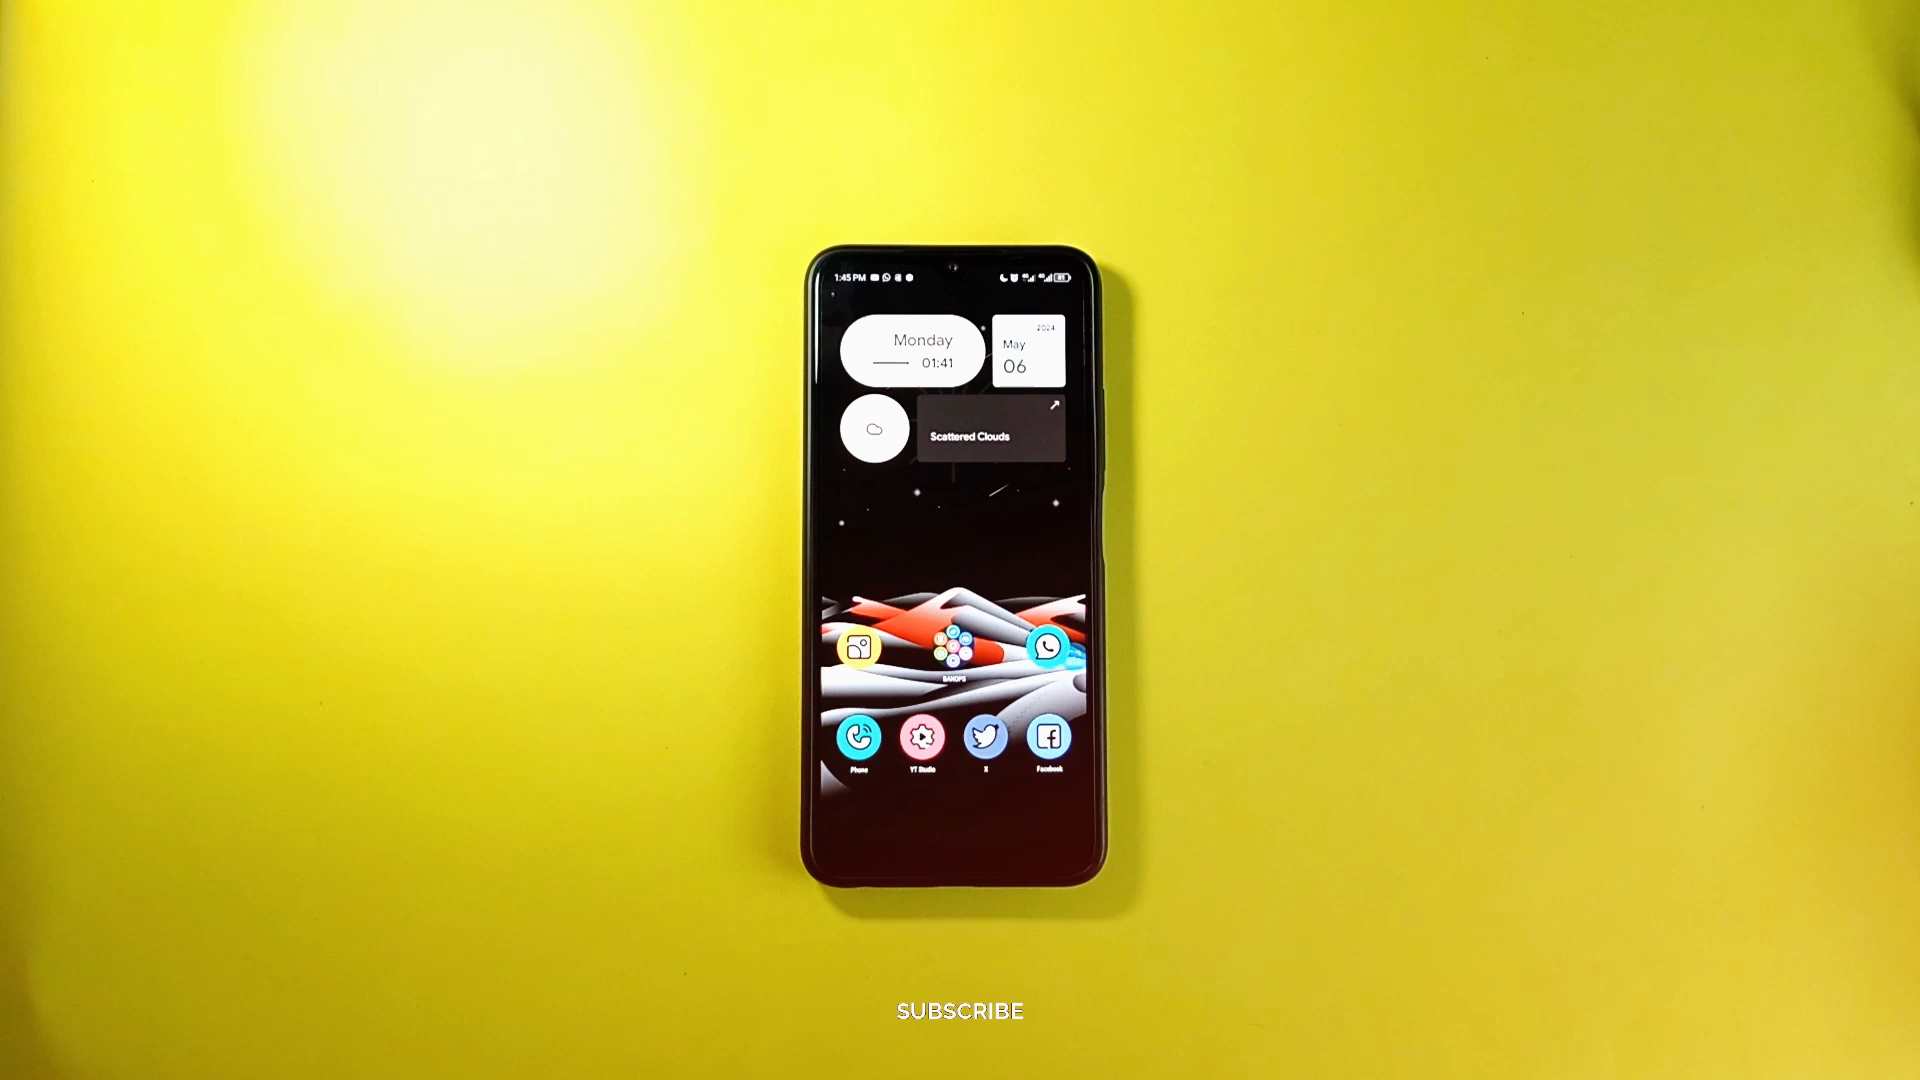 1:45 PM
Monday
01:41
2024
May
06
Scattered Clouds
Phone
YT Studio
X
Facebook
SUBSCRIBE